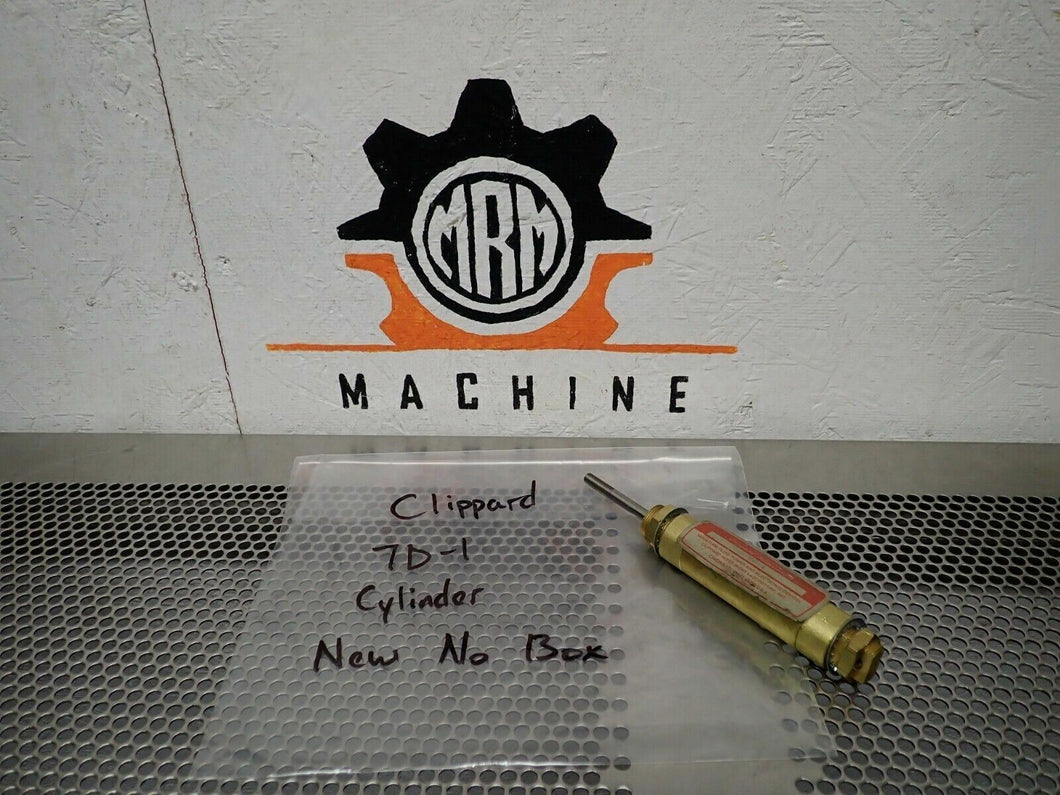 MRM
MACHINE
Clippard
7D-1
Cylinder
New No Box